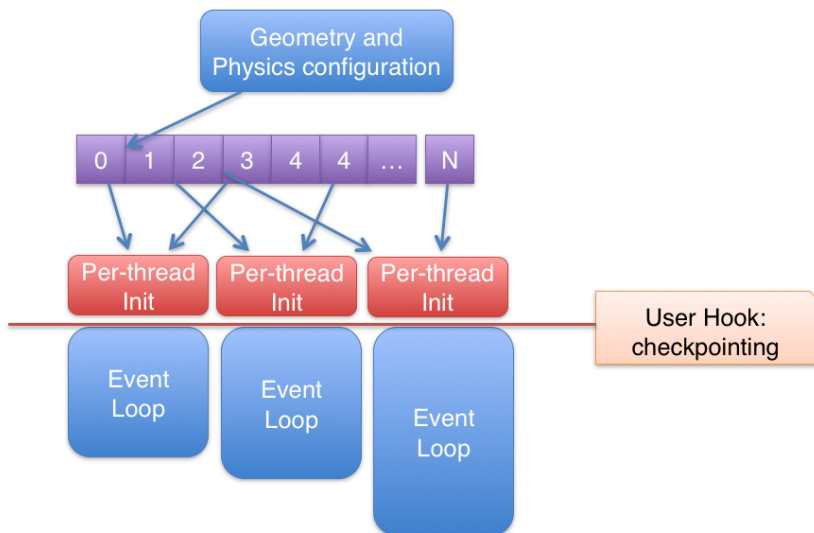 Geometry and
Physics configuration
0 1 2 3 4 4 ... N
Per-thread
Init
Per-thread
Init
Per-thread
Init
User Hook:
checkpointing
Event
Loop
Event
Loop
Event
Loop